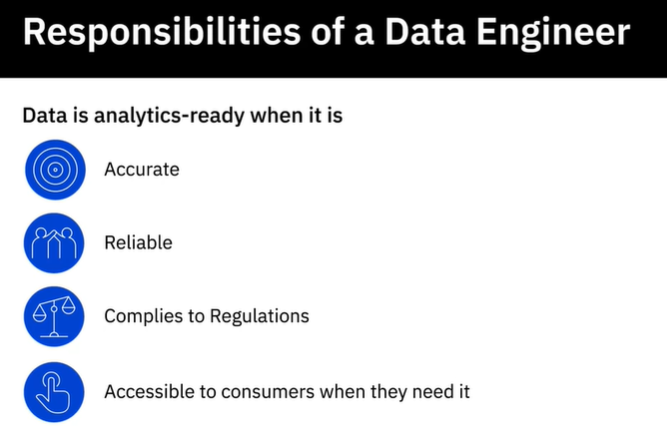 Responsibilities of a Data Engineer
Data is analytics-ready when it is
Accurate
Reliable
Complies to Regulations
Accessible to consumers when they need it